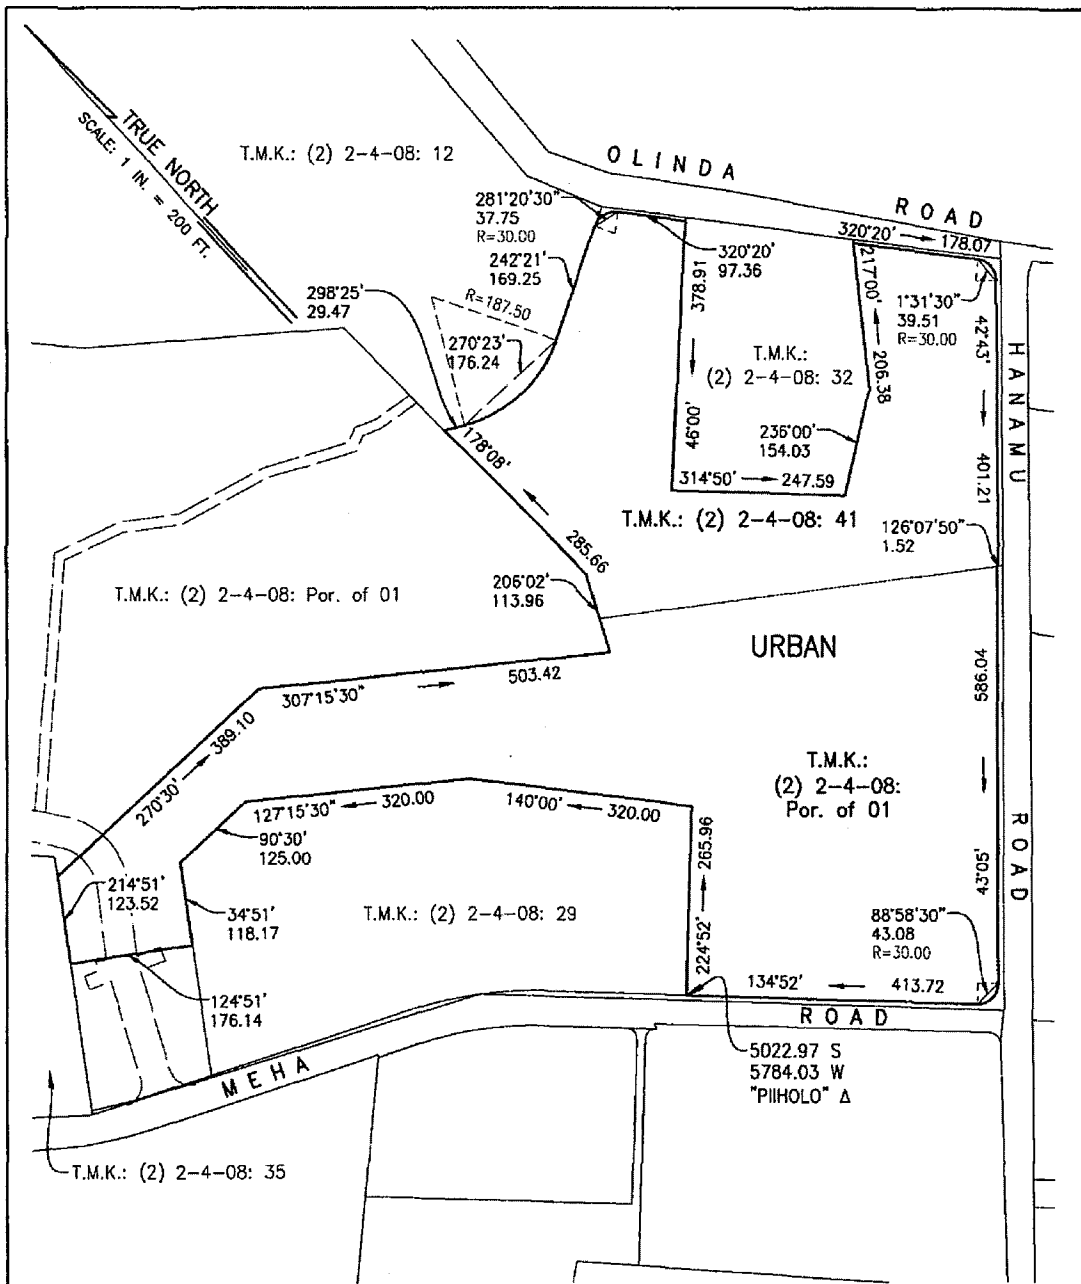 TRUE NORTH
SCALE: 1 IN. = 200 FT.
T.M.K.: (2) 2-4-08: 12
OLINDA
ROAD
281°20'30"
37.75
R=30.00
320°20'
97.36
320°20'
178.07
242°21'
169.25
298°25'
29.47
R=187.50
270°23'
176.24
378.91
46°00'
217°00'
206.38
1°31'30"
39.51
R=30.00
T.M.K.:
(2) 2-4-08: 32
236°00'
154.03
314°50'
247.59
42°43'
401.21
HANAMU
178°08'
285.66
T.M.K.: (2) 2-4-08: 41
126°07'50"
1.52
206°02'
113.96
T.M.K.: (2) 2-4-08: Por. of 01
URBAN
307°15'30"
503.42
589.04
43°05'
270°30'
389.10
T.M.K.:
(2) 2-4-08:
Por. of 01
127°15'30"
320.00
140°00'
320.00
ROAD
90°30'
125.00
265.96
224°52'
214°51'
123.52
34°51'
118.17
T.M.K.: (2) 2-4-08: 29
88°58'30"
43.08
R=30.00
134°52'
413.72
124°51'
176.14
ROAD
MEHA
5022.97 S
5784.03 W
"PIIHOLO" Δ
T.M.K.: (2) 2-4-08: 35